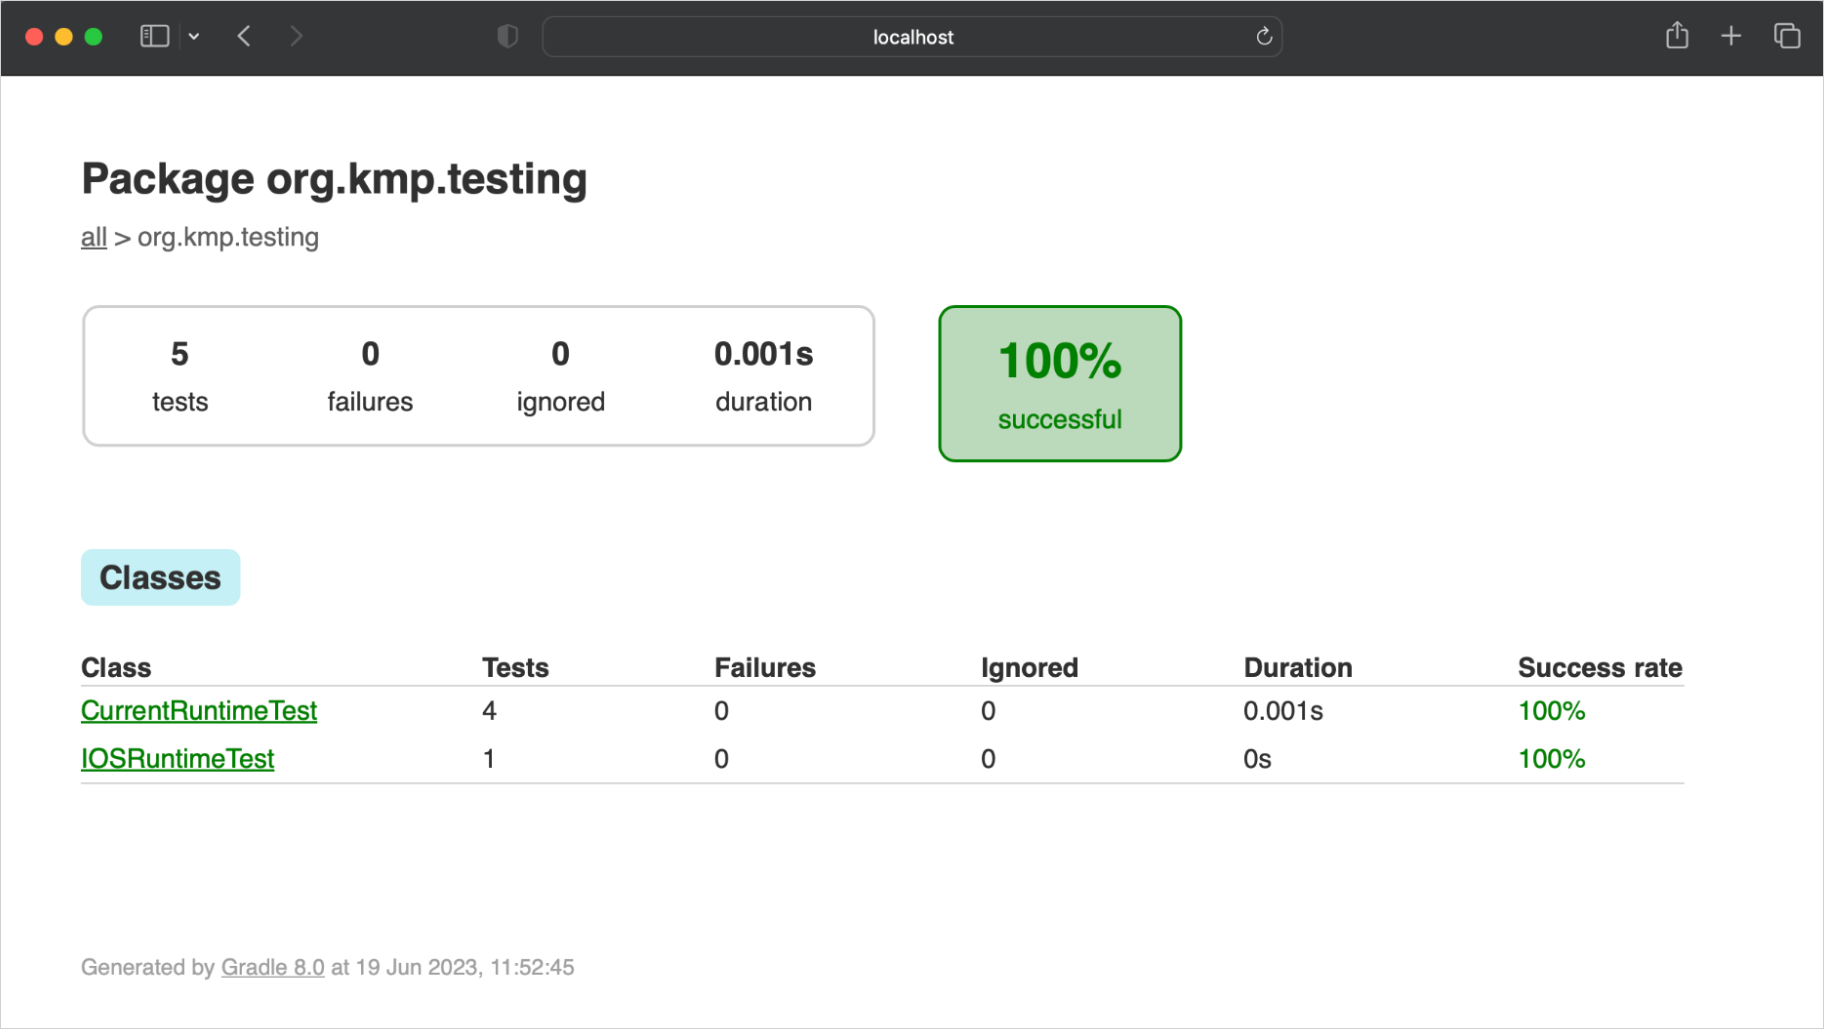 localhost
Package org.kmp.testing
all > org.kmp.testing
5 0 0 0.001s
tests failures ignored duration
100%
successful
Classes
Class Tests Failures Ignored Duration Success rate
CurrentRuntimeTest 4 0 0 0.001s 100%
IOSRuntimeTest 1 0 0 0s 100%
Generated by Gradle 8.0 at 19 Jun 2023, 11:52:45